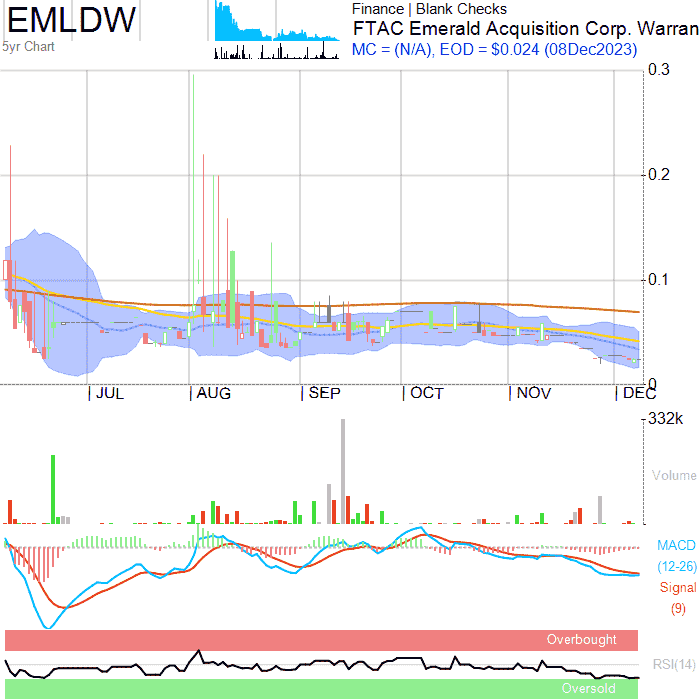 EMLDW
5yr Chart
Finance | Blank Checks
FTAC Emerald Acquisition Corp. Warran
MC = (N/A), EOD = $0.024 (08Dec2023)
0.3
0.2
0.1
0
JUL AUG SEP OCT NOV DEC
332k
Volume
MACD
(12-26)
Signal
(9)
Overbought
RSI(14)
Oversold